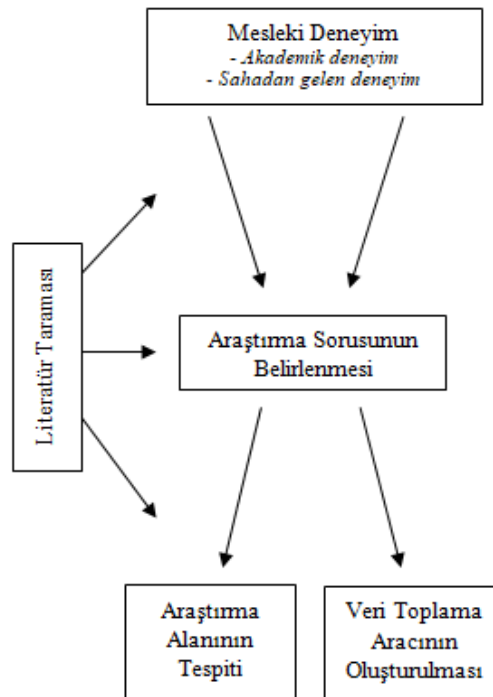 Mesleki Deneyim
- Akademik deneyim
- Sahadan gelen deneyim
Literatür Taraması
Araştırma Sorusunun
Belirlenmesi
Araştırma
Alanının
Tespiti
Veri Toplama
Aracının
Oluşturulması